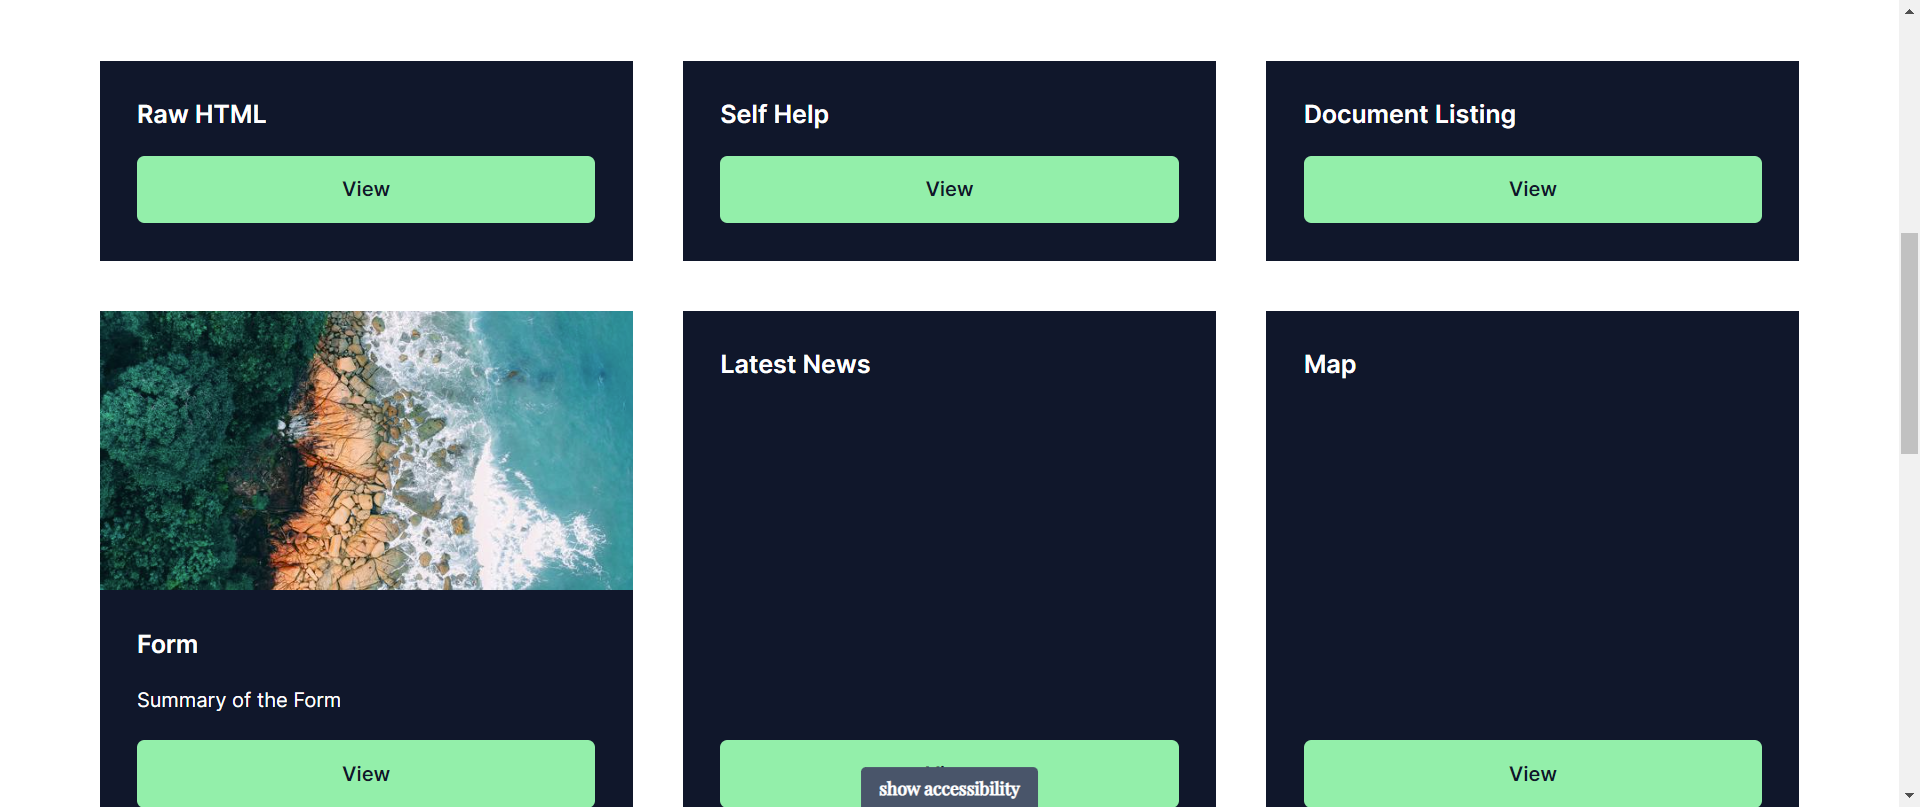 Raw HTML
View
Self Help
View
Document Listing
View
Form
Summary of the Form
View
Latest News
Map
View
show accessibility